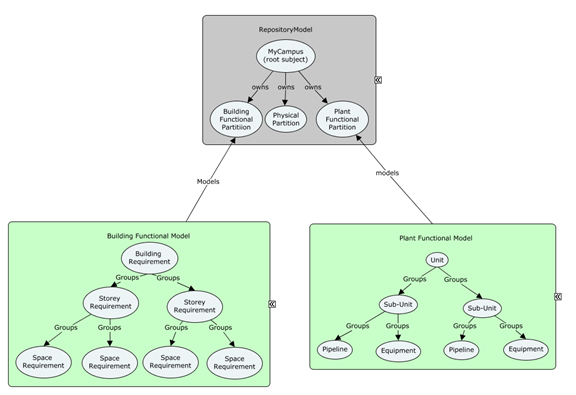 RepositoryModel
MyCampus
(root subject)
owns
owns
owns
Building
Functional
Partition
Physical
Partition
Plant
Functional
Partition
Models
models
Building Functional Model
Building
Requirement
Groups
Groups
Storey
Requirement
Storey
Requirement
Groups
Groups
Groups
Groups
Space
Requirement
Space
Requirement
Space
Requirement
Space
Requirement
Plant Functional Model
Unit
Groups
Groups
Sub-Unit
Sub-Unit
Groups
Groups
Groups
Groups
Pipeline
Equipment
Pipeline
Equipment